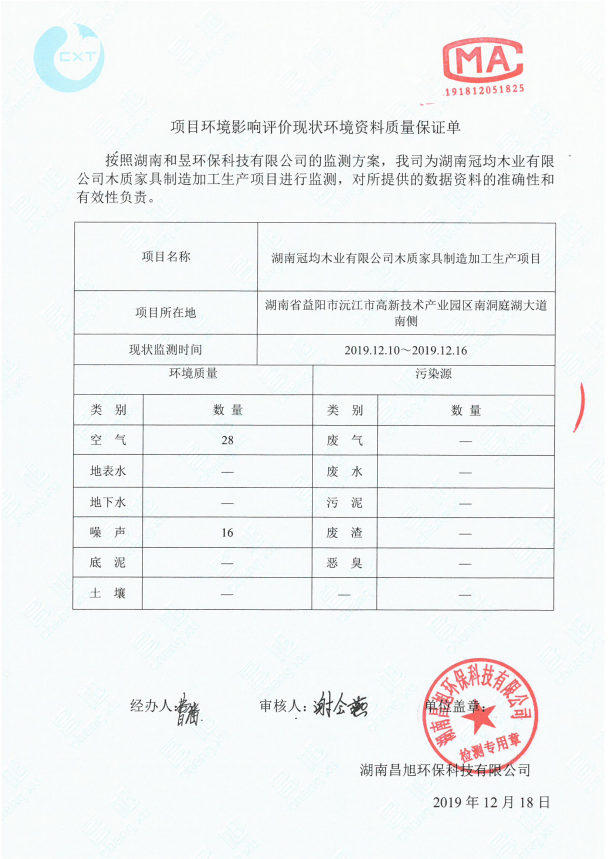 CXT
MA
191812051825
项目环境影响评价现状环境资料质量保证单
按照湖南和昱环保科技有限公司的监测方案，我司为湖南冠均木业有限
公司木质家具制造加工生产项目进行监测，对所提供的数据资料的准确性和
有效性负责。
项目名称 湖南冠均木业有限公司木质家具制造加工生产项目
项目所在地 湖南省益阳市沅江市高新技术产业园区南洞庭湖大道
南侧
现状监测时间 2019.12.10～2019.12.16
环境质量 污染源
类 别 数 量 类 别 数 量
空 气 28 废 气 —
地表水 — 废 水 —
地下水 — 污 泥 —
噪 声 16 废 渣 —
底 泥 — 恶 臭 —
土 壤 — — —
经办人: 审核人: 单位盖章:
湖南昌旭环保科技有限公司
检测专用章
湖南昌旭环保科技有限公司
2019 年 12 月 18 日